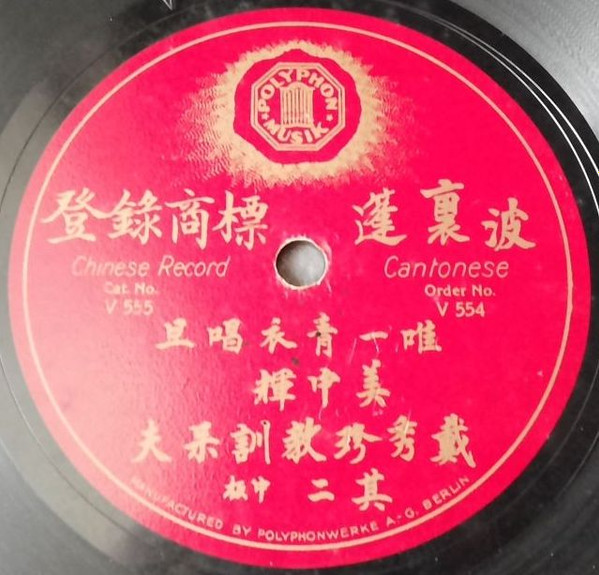 POLYPHON
MUSIK
波裏蓬 登錄商標
Chinese Record Cantonese
Cat. No. Order No.
V 555 V 554
唯一青衣唱旦
美中輝
戴秀珍教訓呆夫
其二 中板
MANUFACTURED BY POLYPHONWERKE A.-G. BERLIN